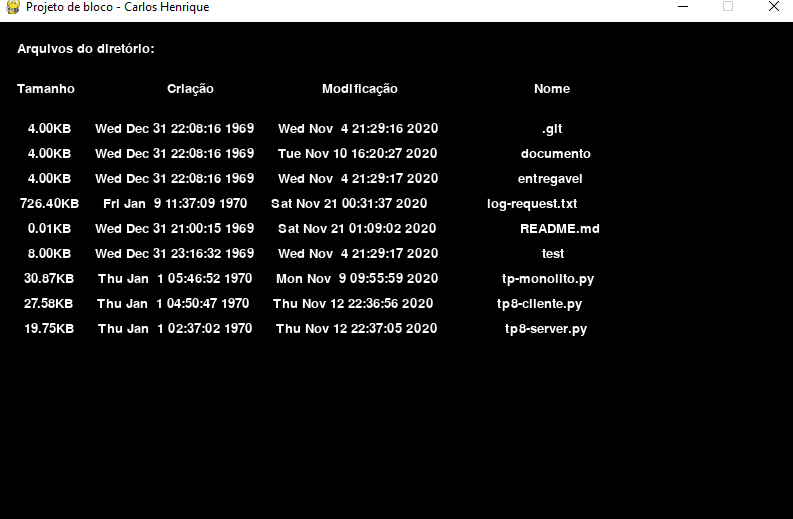 Projeto de bloco - Carlos Henrique
Arquivos do diretório:
Tamanho Criação Modificação Nome
4.00KB Wed Dec 31 22:08:16 1969 Wed Nov 4 21:29:16 2020 .git
4.00KB Wed Dec 31 22:08:16 1969 Tue Nov 10 16:20:27 2020 documento
4.00KB Wed Dec 31 22:08:16 1969 Wed Nov 4 21:29:17 2020 entregavel
726.40KB Fri Jan 9 11:37:09 1970 Sat Nov 21 00:31:37 2020 log-request.txt
0.01KB Wed Dec 31 21:00:15 1969 Sat Nov 21 01:09:02 2020 README.md
8.00KB Wed Dec 31 23:16:32 1969 Wed Nov 4 21:29:17 2020 test
30.87KB Thu Jan 1 05:46:52 1970 Mon Nov 9 09:55:59 2020 tp-monolito.py
27.58KB Thu Jan 1 04:50:47 1970 Thu Nov 12 22:36:56 2020 tp8-cliente.py
19.75KB Thu Jan 1 02:37:02 1970 Thu Nov 12 22:37:05 2020 tp8-server.py